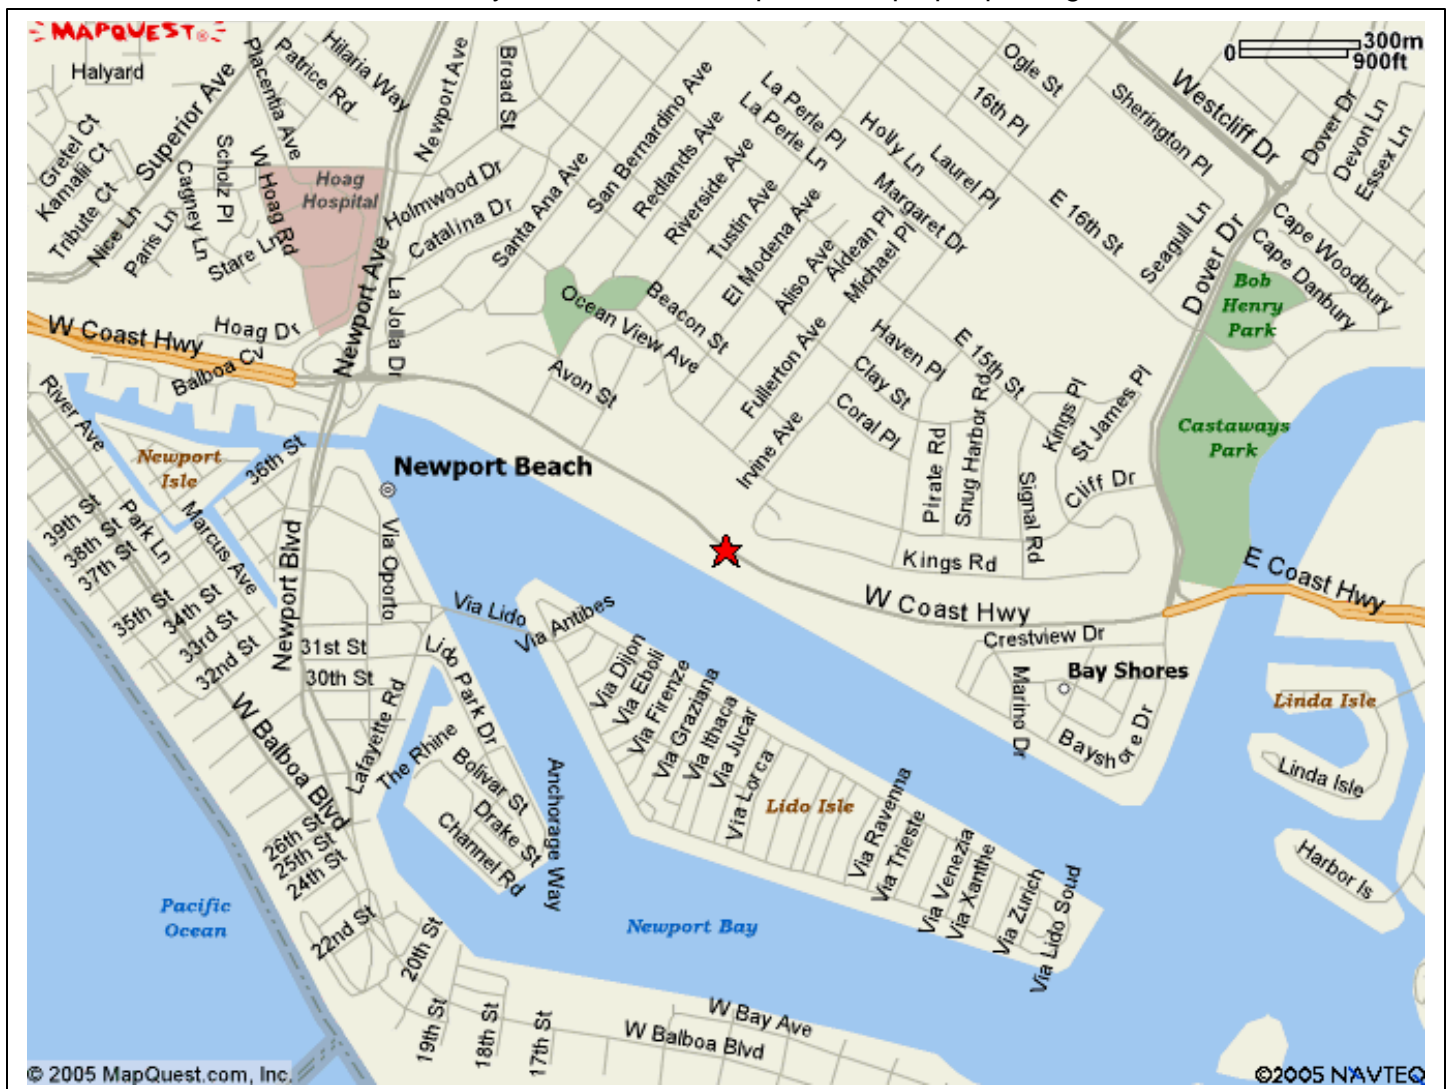 MAPQUEST
300m
0
900ft
Halyard
Superior Ave
Placentia Ave
Patrice Rd
Hilaria Way
Newport Ave
Broad St
San Bernardino Ave
Redlands Ave
La Perle Pl
La Perle Ln
Holly Ln
Ogle St
16th Pl
Laurel Pl
Sherington Pl
Westcliff Dr
Dover Dr
Devon Ln
Essex Ln
Gretel Ct
Kamalii Ct
Tribute Ct
Nice Ln
Paris Ln
Cagney Ln
Scholz Pl
Stare Ln
W Hoag Rd
Hoag
Hospital
Holmwood Dr
Catalina Dr
Santa Ana Ave
Riverside Ave
Tustin Ave
El Modena Ave
Aliso Ave
Aldean Pl
Michael Pl
Margaret Dr
E 16th St
Seagull Ln
Dover Dr
Cape Woodbury
Cape Danbury
Bob
Henry
Park
W Coast Hwy
Hoag Dr
Balboa Cv
Newport Ave
La Jolla Dr
Ocean View Ave
Beacon St
Avon St
Fullerton Ave
Irvine Ave
Haven Pl
Clay St
Coral Pl
E 15th St
Pirate Rd
Snug Harbor Rd
Signal Rd
Kings Pl
St James Pl
Cliff Dr
Kings Rd
Castaways
Park
E Coast Hwy
River Ave
Newport
Isle
36th St
Newport Beach
39th St
38th St
37th St
Park Ln
Marcus Ave
35th St
34th St
33rd St
32nd St
Newport Blvd
Via Oporto
31st St
30th St
Via Lido
Via Antibes
W Coast Hwy
Crestview Dr
Bay Shores
Marino Dr
Bayshore Dr
Linda Isle
Linda Isle
Harbor Is
Lido Park Dr
Lafayette Rd
The Rhine
Bolivar St
Drake St
Channel Rd
Anchorage Way
Via Dijon
Via Eboli
Via Firenze
Via Graziana
Via Ithaca
Via Jucar
Via Lorca
Lido Isle
Via Ravenna
Via Trieste
Via Venezia
Via Xanthe
Via Zurich
Via Lido Soud
W Balboa Blvd
26th St
25th St
24th St
22nd St
20th St
19th St
18th St
17th St
Pacific
Ocean
Newport Bay
W Bay Ave
W Balboa Blvd
© 2005 MapQuest.com, Inc.
©2005 NAVTEQ